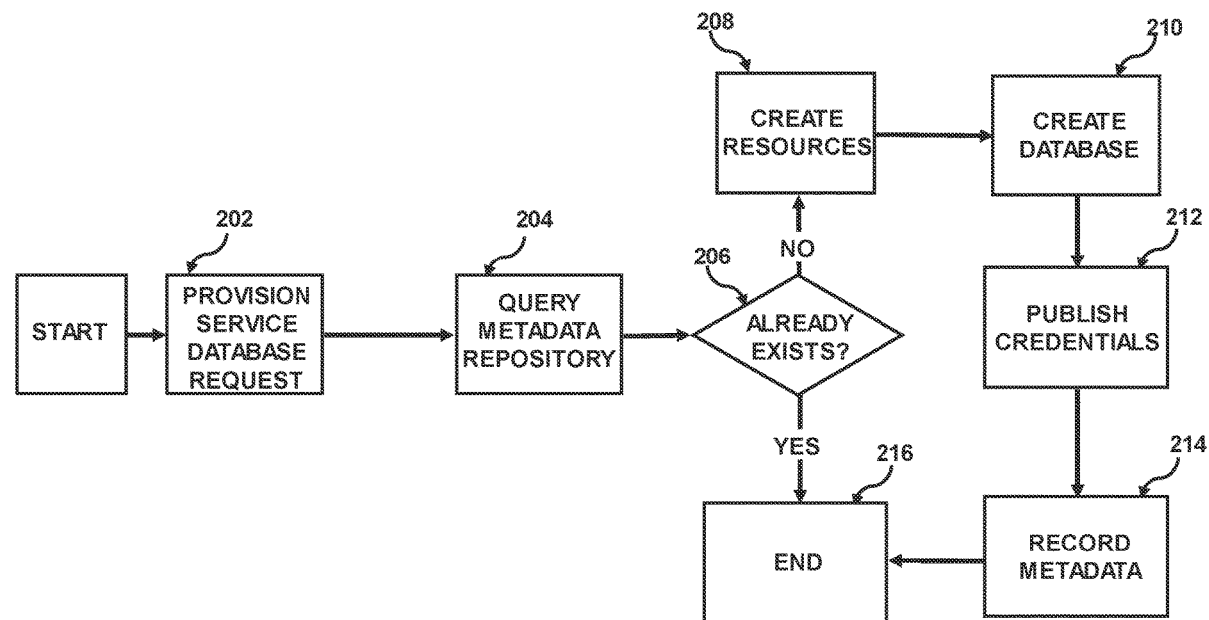 208
210
CREATE
RESOURCES
CREATE
DATABASE
202
204
206
NO
212
START
PROVISION
SERVICE
DATABASE
REQUEST
QUERY
METADATA
REPOSITORY
ALREADY
EXISTS?
PUBLISH
CREDENTIALS
YES
216
214
END
RECORD
METADATA